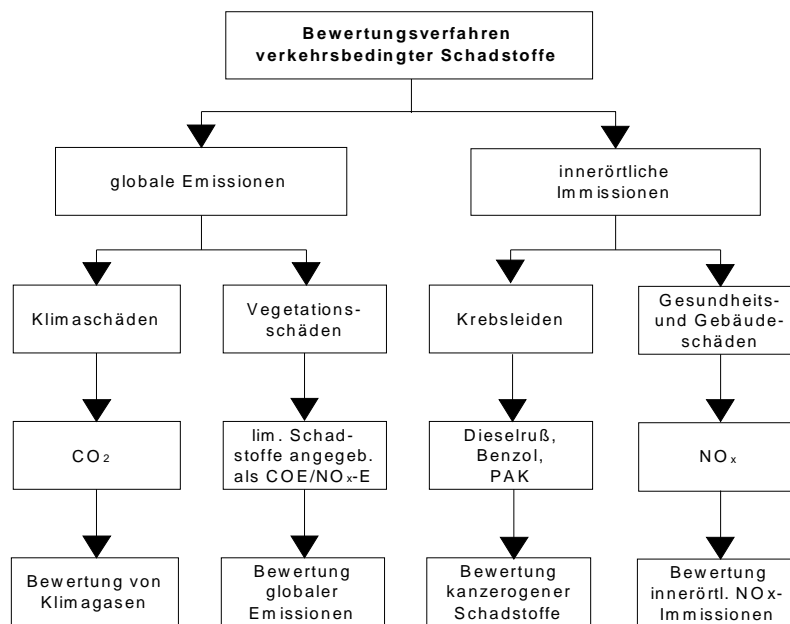 Bewertungsverfahren
verkehrsbedingter Schadstoffe
globale Emissionen
innerörtliche
Immissionen
Klimaschäden
Vegetations-
schäden
Krebsleiden
Gesundheits-
und Gebäude-
schäden
CO₂
lim. Schad-
stoffe angegeb.
als COE/NOₓ-E
Dieselruß,
Benzol,
PAK
NOₓ
Bewertung von
Klimagasen
Bewertung
globaler
Emissionen
Bewertung
kanzerogener
Schadstoffe
Bewertung
innerörtl. NOx-
Immissionen